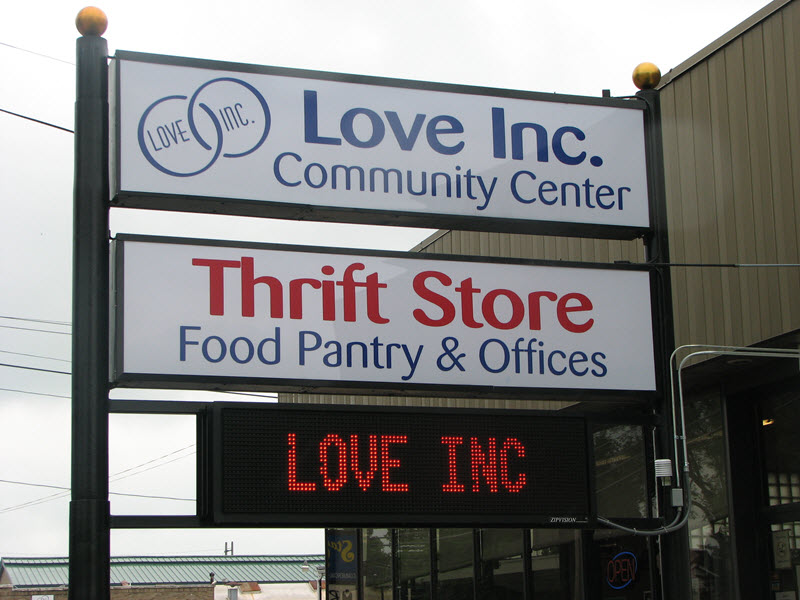 LOVE INC.
Love Inc.
Community Center
Thrift Store
Food Pantry & Offices
LOVE INC
ZIPVISION
OPEN